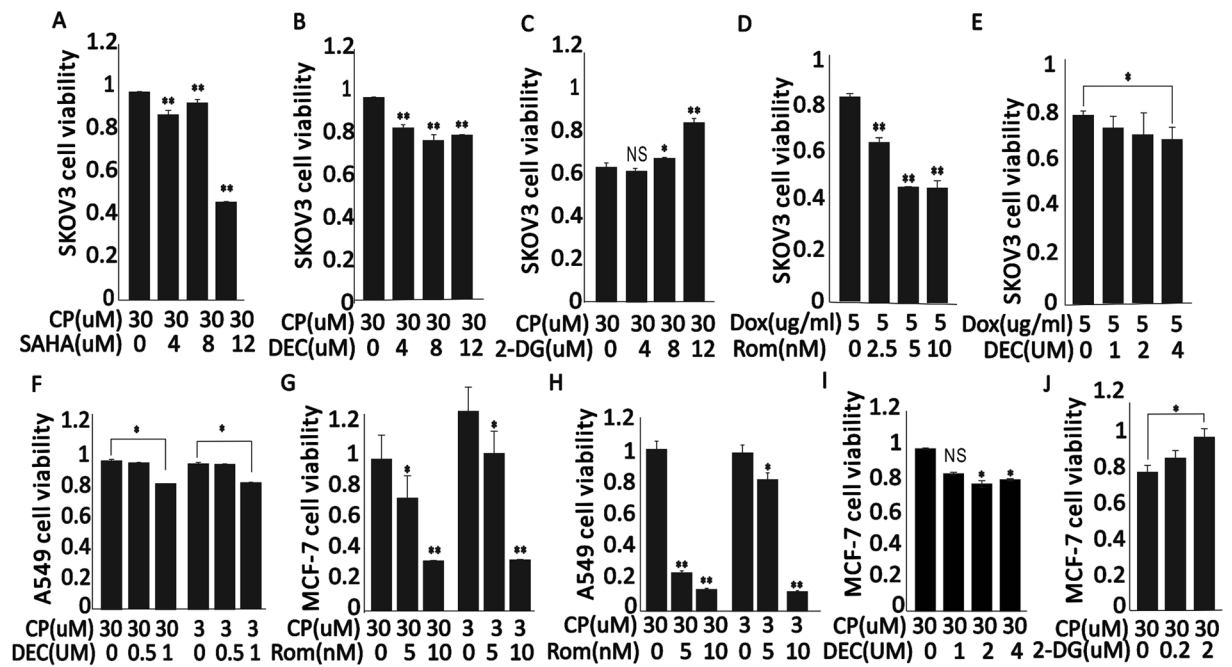 A
SKOV3 cell viability
1.2
1
0.8
0.6
0.4
0.2
0
**
**
**
CP(uM) 30 30 30 30
SAHA(uM) 0 4 8 12
B
SKOV3 cell viability
1.2
1
0.8
0.6
0.4
0.2
0
**
**
**
CP(uM) 30 30 30 30
DEC(uM) 0 4 8 12
C
SKOV3 cell viability
1.2
1
0.8
0.6
0.4
0.2
0
NS
*
**
CP(uM) 30 30 30 30
2-DG(uM) 0 4 8 12
D
SKOV3 cell viability
1
0.8
0.6
0.4
0.2
0
**
**
**
Dox(ug/ml) 5 5 5 5
Rom(nM) 0 2.5 5 10
E
SKOV3 cell viability
1
0.8
0.6
0.4
0.2
0
*
Dox(ug/ml) 5 5 5 5
DEC(UM) 0 1 2 4
F
A549 cell viability
1.2
1
0.8
0.6
0.4
0.2
0
*
*
CP(uM) 30 30 30 3 3 3
DEC(UM) 0 0.5 1 0 0.5 1
G
MCF-7 cell viability
1.2
1
0.8
0.6
0.4
0.2
0
*
**
*
**
CP(uM) 30 30 30 3 3 3
Rom(nM) 0 5 10 0 5 10
H
A549 cell viability
1.2
1
0.8
0.6
0.4
0.2
0
**
**
*
**
CP(uM) 30 30 30 3 3 3
Rom(nM) 0 5 10 0 5 10
I
MCF-7 cell viability
1.2
1
0.8
0.6
0.4
0.2
0
NS
*
*
CP(uM) 30 30 30 30
DEC(UM) 0 1 2 4
J
MCF-7 cell viability
1.2
1
0.8
0.6
0.4
0.2
0
*
CP(uM) 30 30 30
2-DG(uM) 0 0.2 2